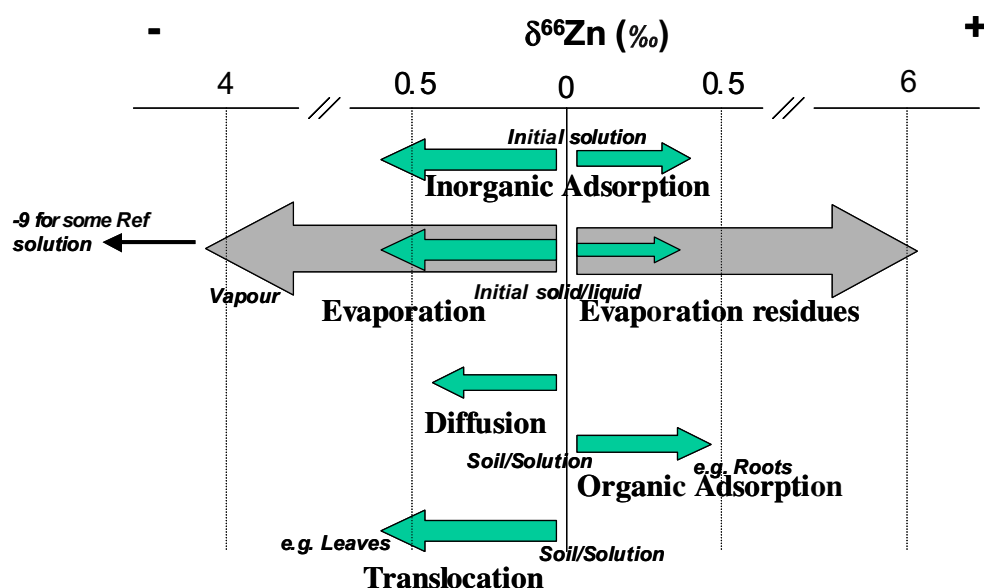 - δ⁶⁶Zn (‰) +
4 0.5 0 0.5 6
Initial solution
Inorganic Adsorption
-9 for some Ref
solution
Vapour
Initial solid/liquid
Evaporation
Evaporation residues
Diffusion
Soil/Solution
e.g. Roots
Organic Adsorption
e.g. Leaves
Soil/Solution
Translocation